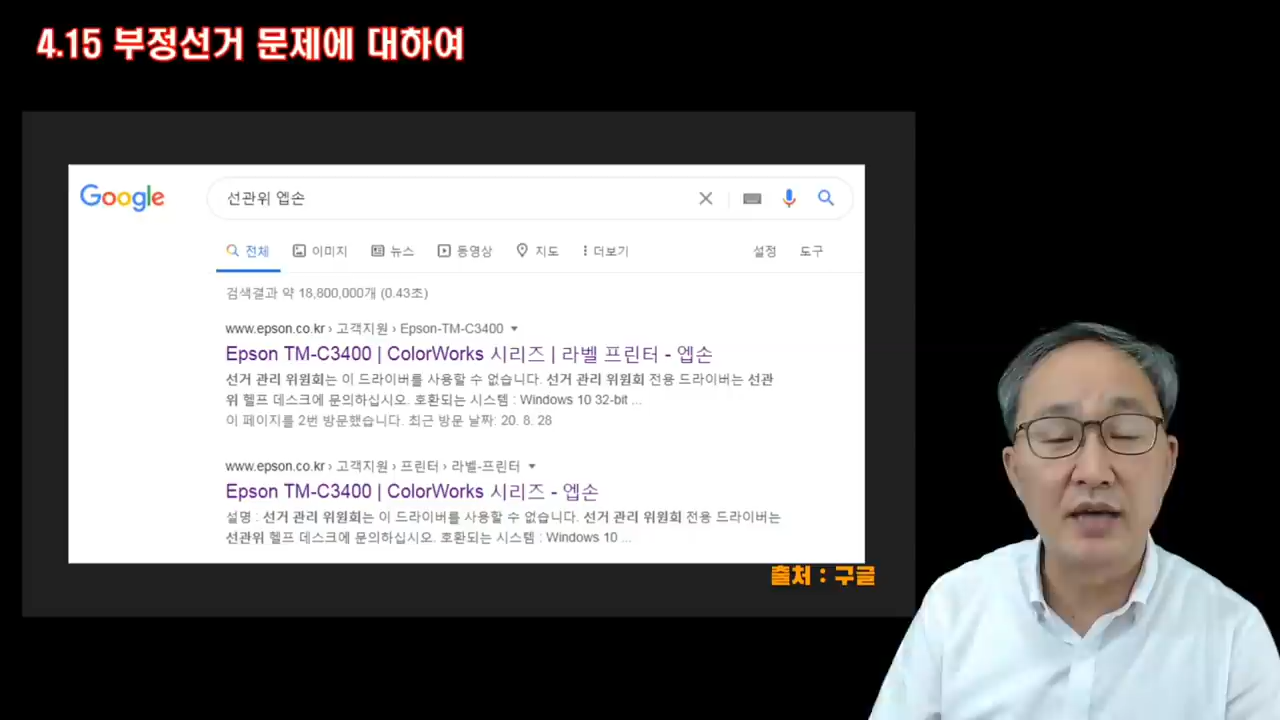 4.15 부정선거 문제에 대하여
Google
선관위 엡손
전체 이미지 뉴스 동영상 지도 더보기 설정 도구
검색결과 약 18,800,000개 (0.43초)
www.epson.co.kr › 고객지원 › Epson-TM-C3400
Epson TM-C3400 | ColorWorks 시리즈 | 라벨 프린터 - 엡손
선거 관리 위원회는 이 드라이버를 사용할 수 없습니다. 선거 관리 위원회 전용 드라이버는 선관
위 헬프 데스크에 문의하십시오. 호환되는 시스템 : Windows 10 32-bit ...
이 페이지를 2번 방문했습니다. 최근 방문 날짜: 20. 8. 28
www.epson.co.kr › 고객지원 › 프린터 › 라벨-프린터
Epson TM-C3400 | ColorWorks 시리즈 - 엡손
설명 : 선거 관리 위원회는 이 드라이버를 사용할 수 없습니다. 선거 관리 위원회 전용 드라이버는
선관위 헬프 데스크에 문의하십시오. 호환되는 시스템 : Windows 10 ...
출처 : 구글